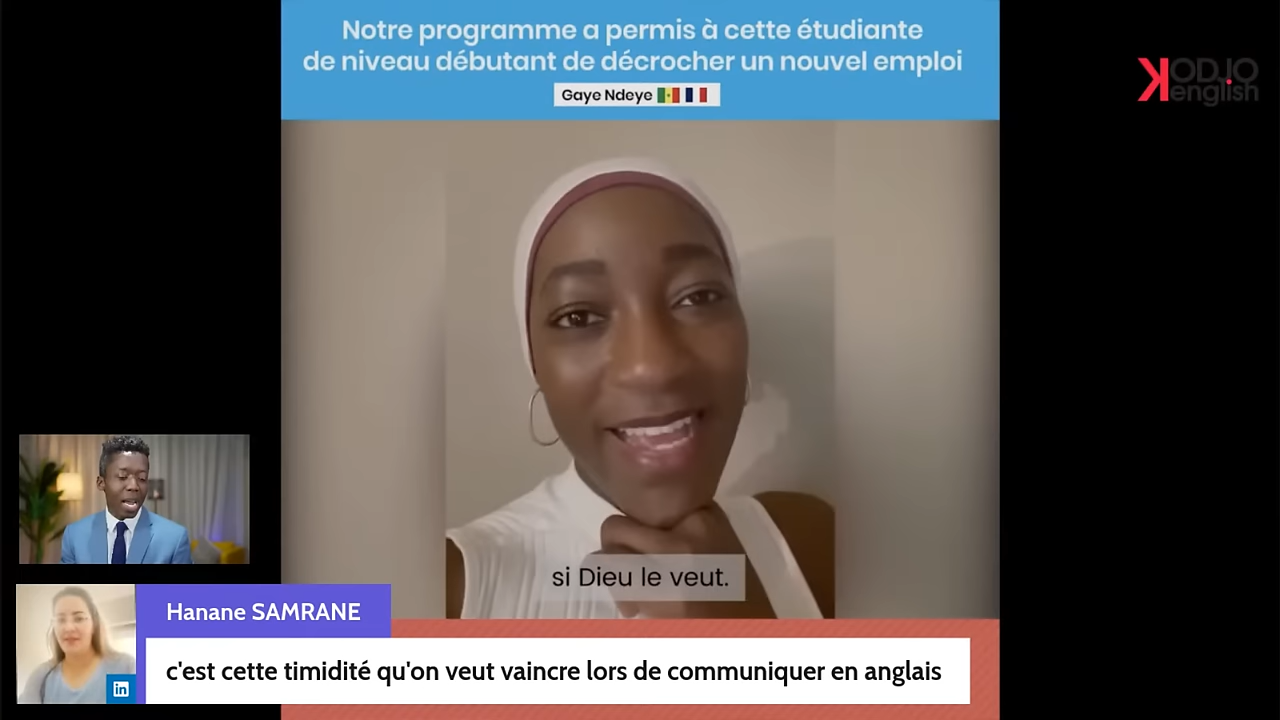 Notre programme a permis à cette étudiante
de niveau débutant de décrocher un nouvel emploi
Gaye Ndeye
KODJO
english
si Dieu le veut.
Hanane SAMRANE
in
c'est cette timidité qu'on veut vaincre lors de communiquer en anglais